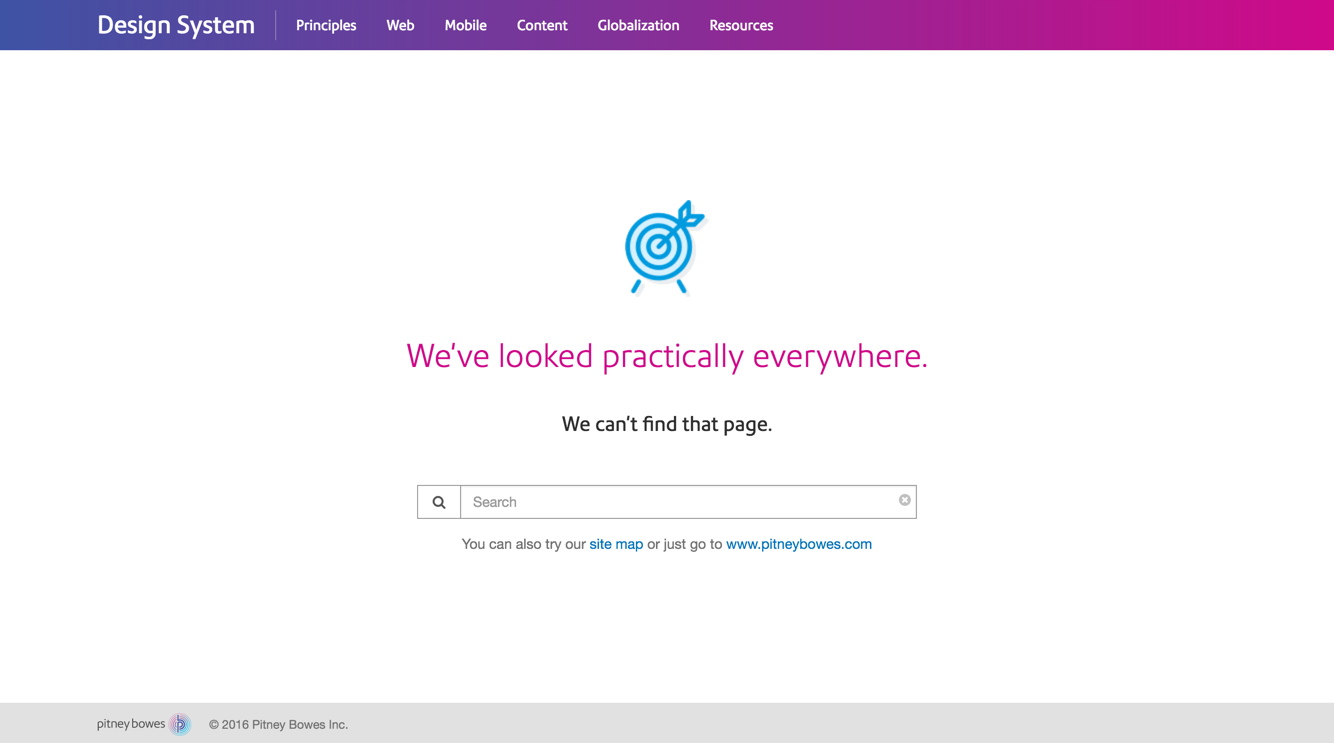 Design System
Principles
Web
Mobile
Content
Globalization
Resources
We've looked practically everywhere.
We can't find that page.
Search
You can also try our site map or just go to www.pitneybowes.com
pitney bowes
© 2016 Pitney Bowes Inc.